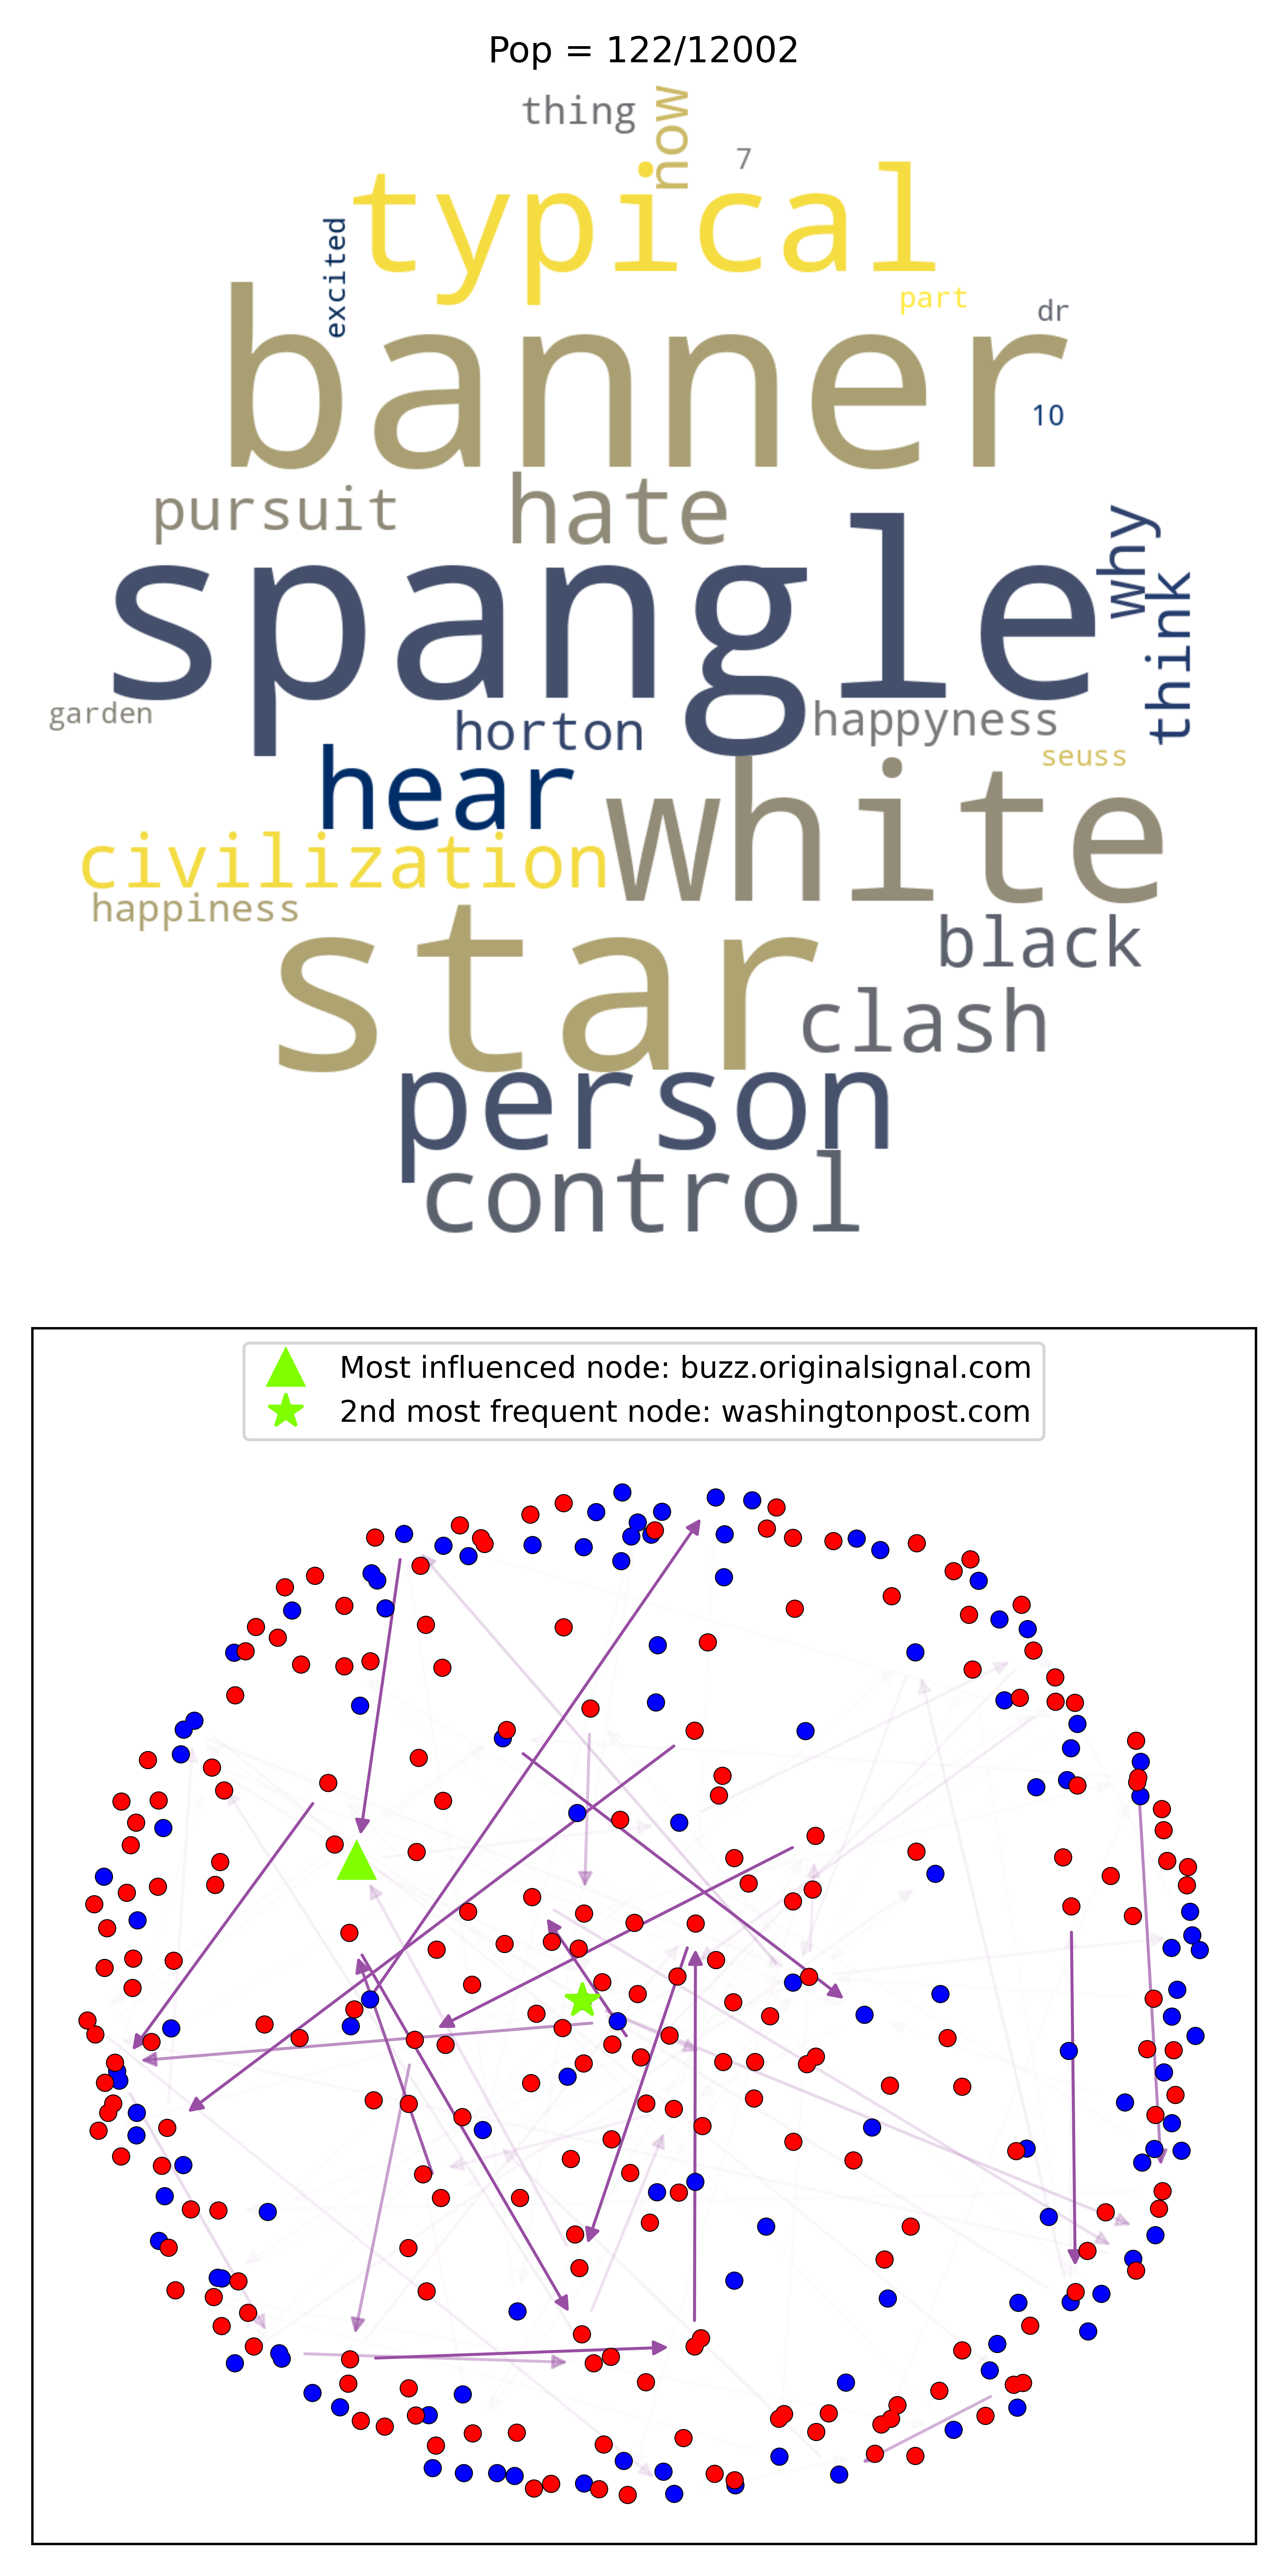 Pop = 122/12002
thing
now
7
typical
excited
part
dr
banner
10
pursuit
hate
why
spangle
think
garden
horton
happyness
seuss
hear
white
civilization
happiness
star
black
clash
person
control
Most influenced node: buzz.originalsignal.com
2nd most frequent node: washingtonpost.com